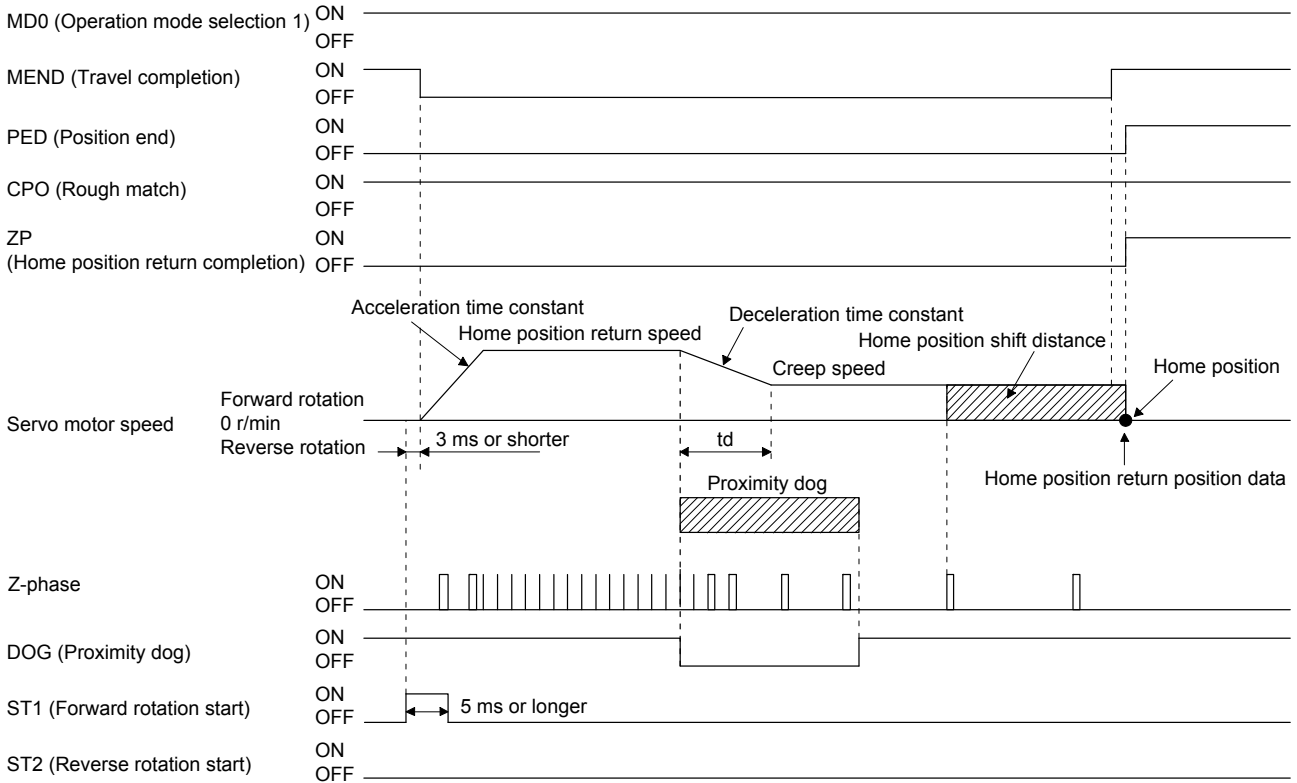 MD0 (Operation mode selection 1)
ON
OFF
MEND (Travel completion)
ON
OFF
PED (Position end)
ON
OFF
CPO (Rough match)
ON
OFF
ZP
(Home position return completion)
ON
OFF
Acceleration time constant
Home position return speed
Deceleration time constant
Home position shift distance
Creep speed
Home position
Servo motor speed
Forward rotation
0 r/min
Reverse rotation
3 ms or shorter
td
Home position return position data
Proximity dog
Z-phase
ON
OFF
DOG (Proximity dog)
ON
OFF
ST1 (Forward rotation start)
ON
OFF
5 ms or longer
ST2 (Reverse rotation start)
ON
OFF